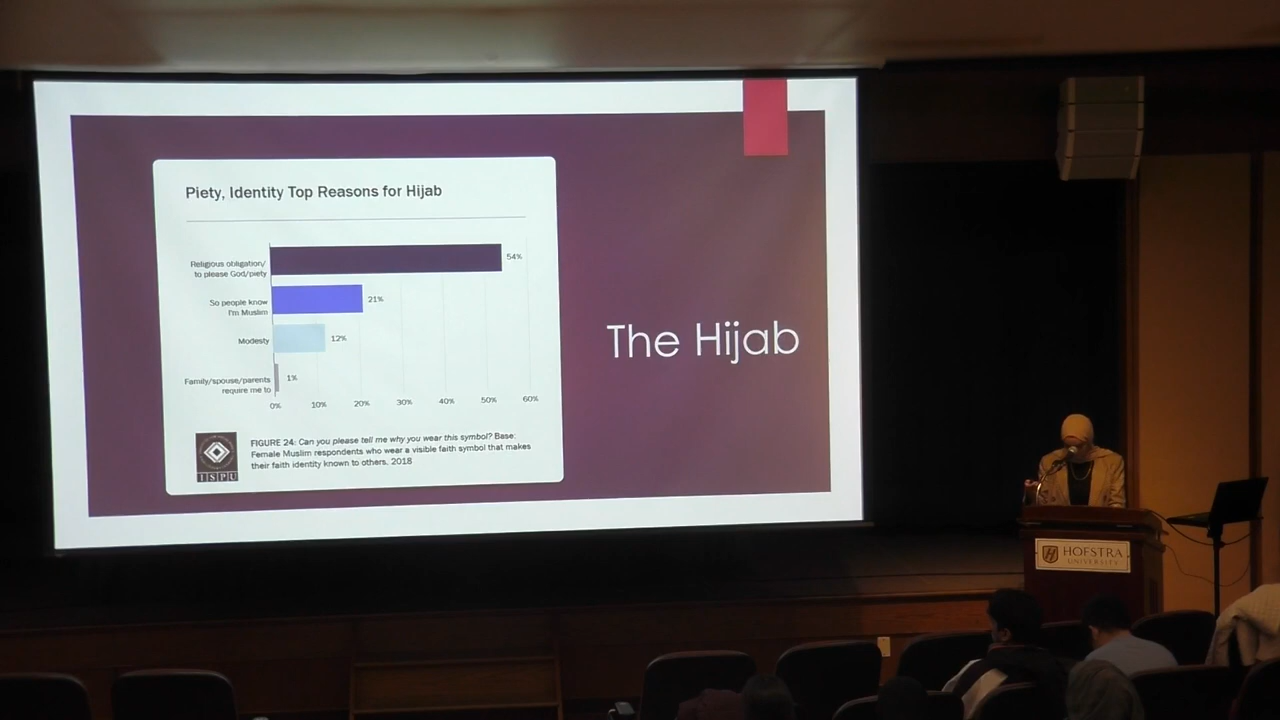 Piety, Identity Top Reasons for Hijab
Religious obligation/
to please God/piety
54%
So people know
I'm Muslim
21%
Modesty
12%
Family/spouse/parents
require me to
1%
0% 10% 20% 30% 40% 50% 60%
ISPU
FIGURE 24: Can you please tell me why you wear this symbol? Base:
Female Muslim respondents who wear a visible faith symbol that makes
their faith identity known to others. 2018
The Hijab
HOFSTRA
UNIVERSITY